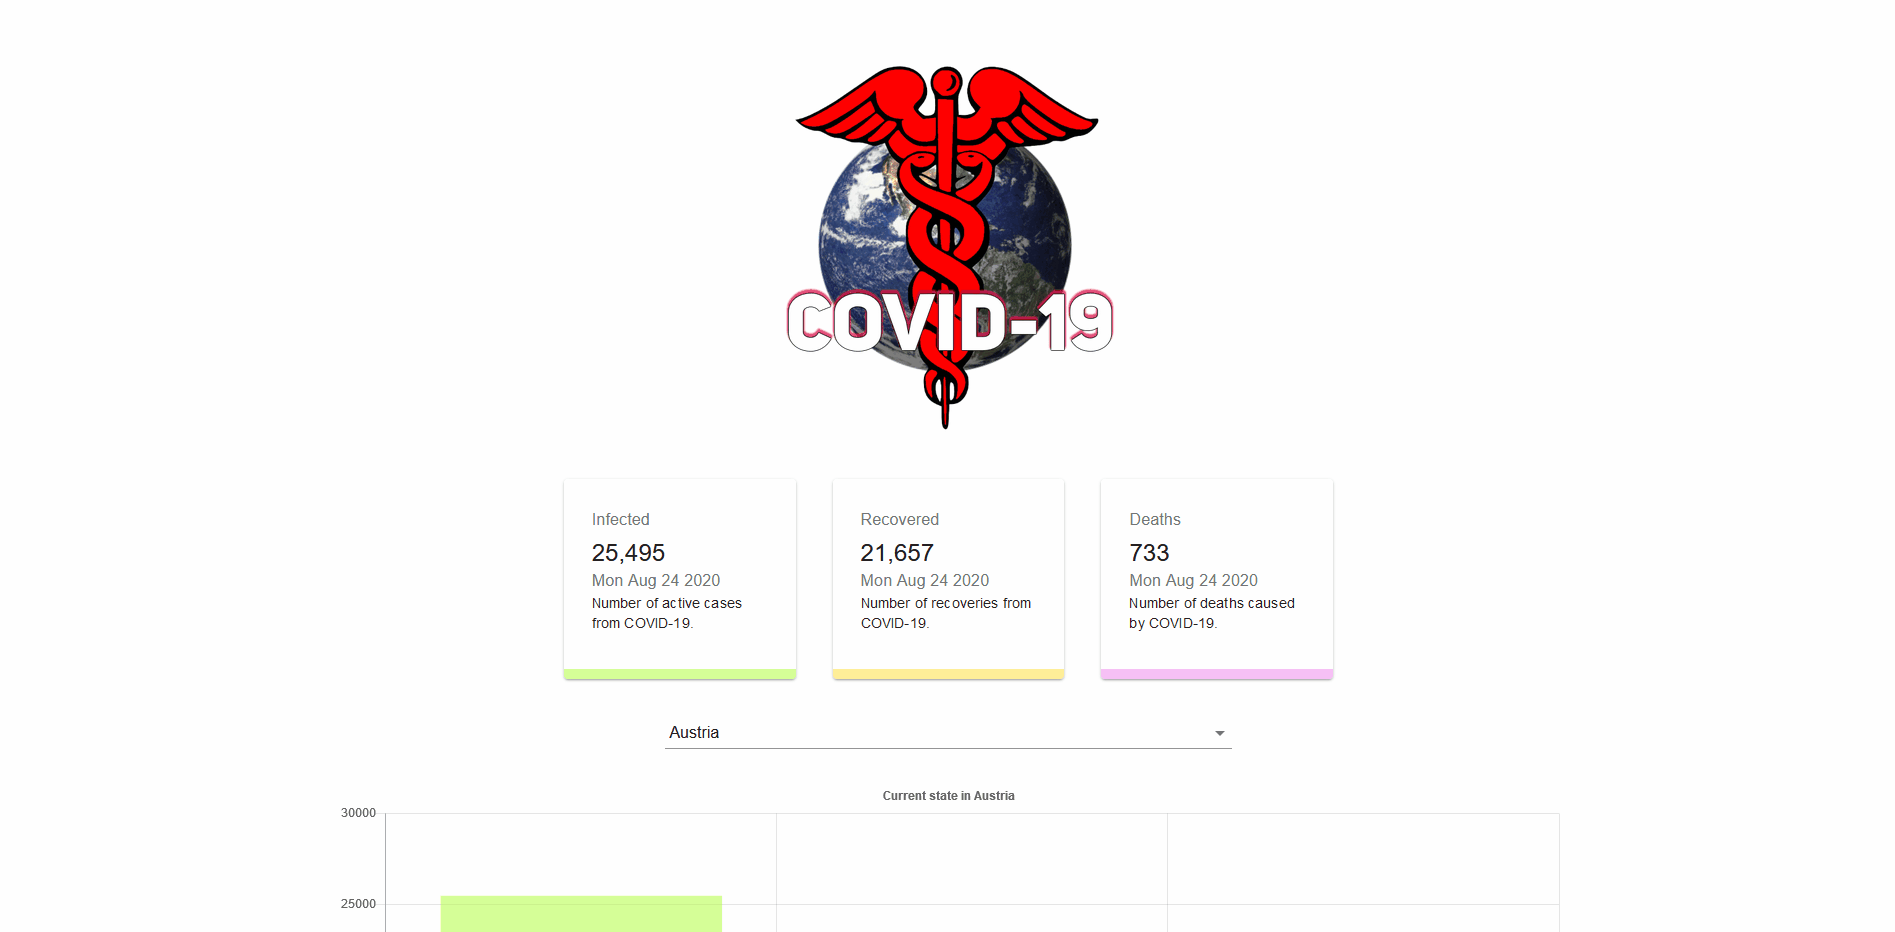 COVID-19
Infected
25,495
Mon Aug 24 2020
Number of active cases
from COVID-19.
Recovered
21,657
Mon Aug 24 2020
Number of recoveries from
COVID-19.
Deaths
733
Mon Aug 24 2020
Number of deaths caused
by COVID-19.
Austria
Current state in Austria
30000
25000